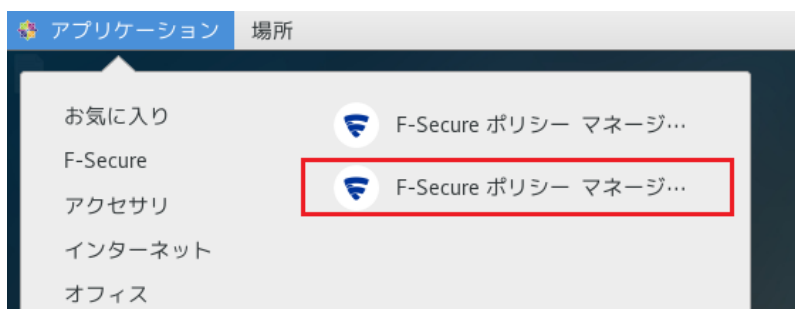 アプリケーション 場所
お気に入り
F-Secure
アクセサリ
インターネット
オフィス
F-Secure ポリシー マネージ…
F-Secure ポリシー マネージ…